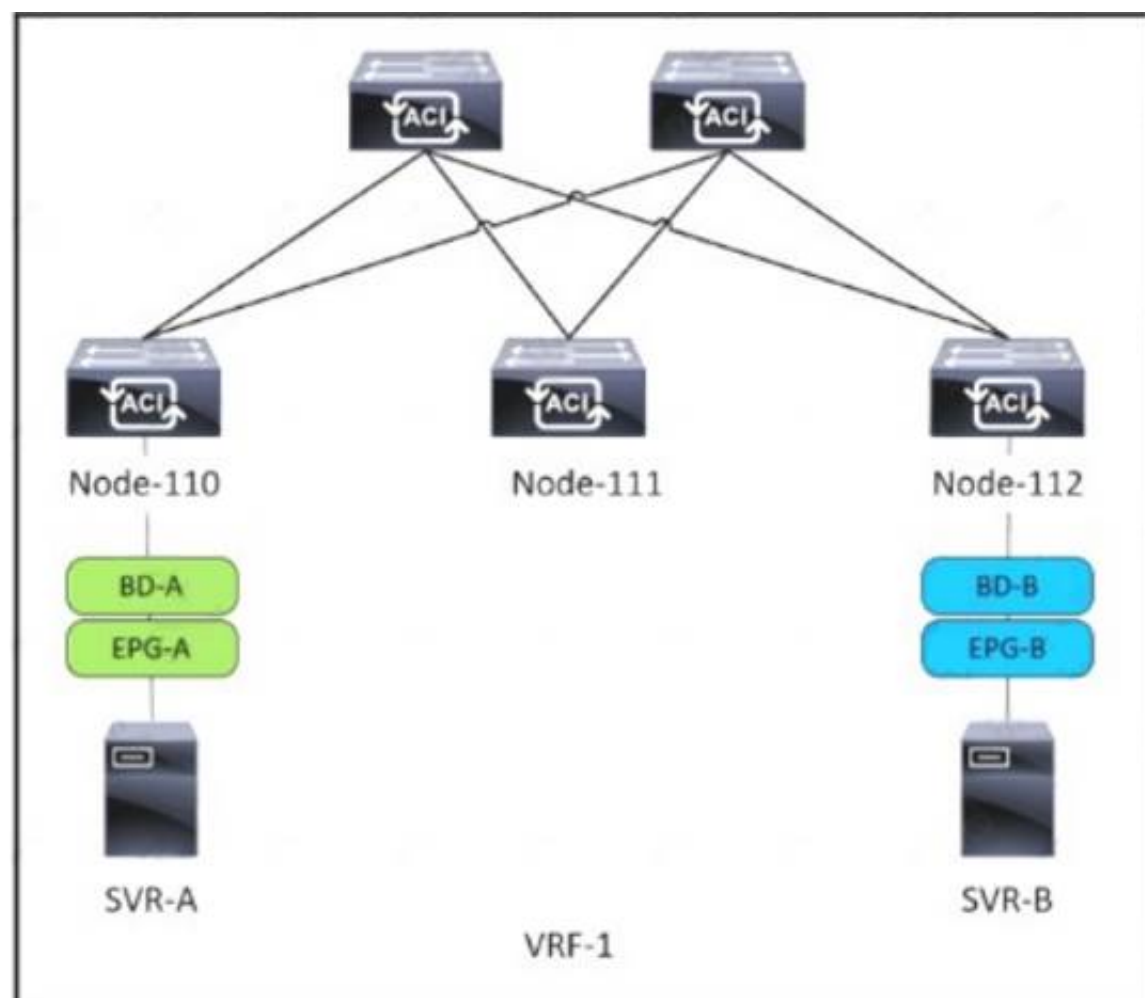 ACI ACI
ACI ACI ACI
Node-110 Node-111 Node-112
BD-A BD-B
EPG-A EPG-B
SVR-A SVR-B
VRF-1